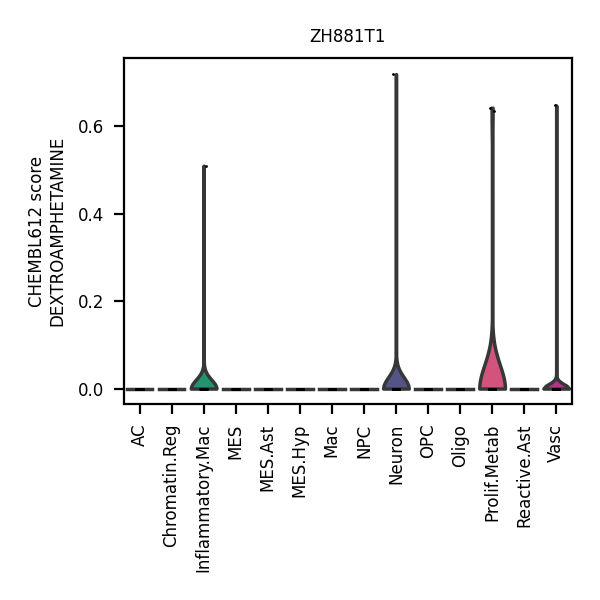 ZH881T1
CHEMBL612 score
DEXTROAMPHETAMINE
0.6
0.4
0.2
0.0
AC
Chromatin.Reg
Inflammatory.Mac
MES
MES.Ast
MES.Hyp
Mac
NPC
Neuron
OPC
Oligo
Prolif.Metab
Reactive.Ast
Vasc